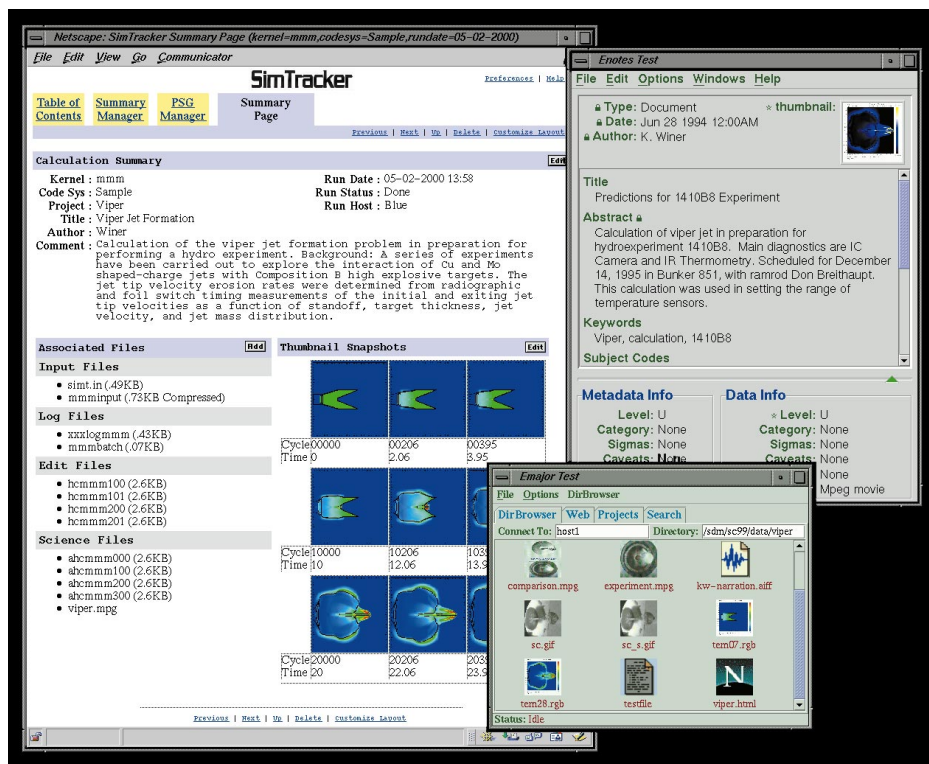 Netscape: SimTracker Summary Page (kernel=mmm,codesys=Sample,rundate=05-02-2000)
File Edit View Go Communicator
SimTracker
Preferences | Help
Table of Contents
Summary Manager
PSG Manager
Summary Page
Previous | Next | Up | Delete | Customize Layout
Calculation Summary
Edit
Kernel : mmm
Code Sys : Sample
Project : Viper
Title : Viper Jet Formation
Author : Winer
Run Date : 05-02-2000 13:58
Run Status : Done
Run Host : Blue
Comment : Calculation of the viper jet formation problem in preparation for
performing a hydro experiment. Background: A series of experiments
have been carried out to explore the interaction of Cu and Mo
shaped-charge jets with Composition B high explosive targets. The
jet tip velocity erosion rates were determined from radiographic
and foil switch timing measurements of the initial and exiting jet
tip velocities as a function of standoff, target thickness, jet
velocity, and jet mass distribution.
Associated Files
Add
Input Files
simt.in (.49KB)
mmminput (.73KB Compressed)
Log Files
xxxlogmmm (.43KB)
mmmbatch (.07KB)
Edit Files
hcmmm100 (2.6KB)
hcmmm101 (2.6KB)
hcmmm200 (2.6KB)
hcmmm201 (2.6KB)
Science Files
ahcmmm000 (2.6KB)
ahcmmm100 (2.6KB)
ahcmmm200 (2.6KB)
ahcmmm300 (2.6KB)
viper.mpg
Thumbnail Snapshots
Edit
Cycle 00000 00206 00395
Time 0 2.06 3.95
Cycle 10000 10206
Time 10 12.06
Cycle 20000 20206
Time 20 22.06
Previous | Next | Up | Delete | Customize Layout
Enotes Test
File Edit Options Windows Help
Type: Document
thumbnail:
Date: Jun 28 1994 12:00AM
Author: K. Winer
Title
Predictions for 1410B8 Experiment
Abstract
Calculation of viper jet in preparation for
hydroexperiment 1410B8. Main diagnostics are IC
Camera and IR Thermometry. Scheduled for December
14, 1995 in Bunker 851, with ramrod Don Breithaupt.
This calculation was used in setting the range of
temperature sensors.
Keywords
Viper, calculation, 1410B8
Subject Codes
Metadata Info
Level: U
Category: None
Sigmas: None
Caveats: None
Data Info
Level: U
Category: None
Sigmas: None
Caveats: None
None
Mpeg movie
Emajor Test
File Options DirBrowser
DirBrowser Web Projects Search
Connect To: host1 Directory: /sdm/sc99/data/viper
comparison.mpg experiment.mpg kw-narration.aiff
sc.gif sc_s.gif tem07.rgb
tem28.rgb testfile viper.html
Status: Idle